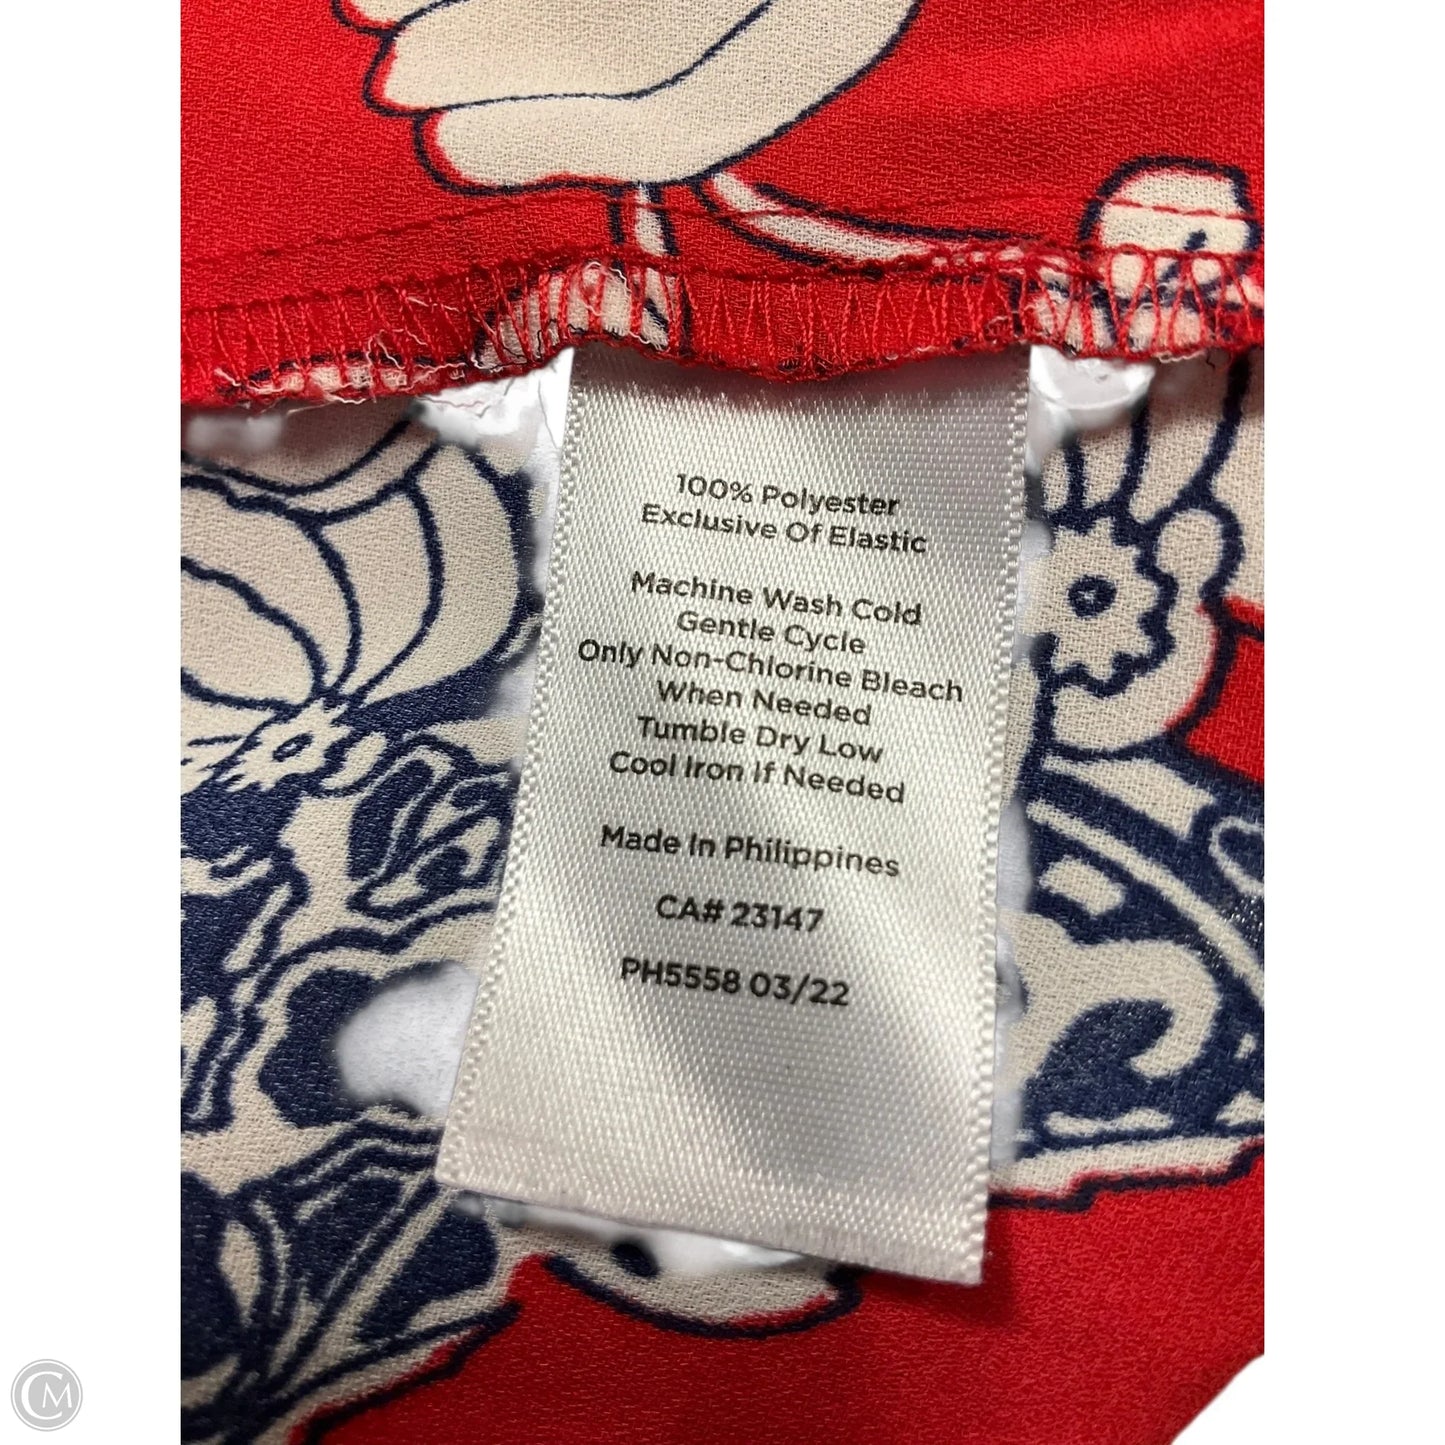 100% Polyester
Exclusive Of Elastic
Machine Wash Cold
Gentle Cycle
Only Non-Chlorine Bleach
When Needed
Tumble Dry Low
Cool Iron If Needed
Made In Philippines
CA# 23147
PH5558 03/22
CM